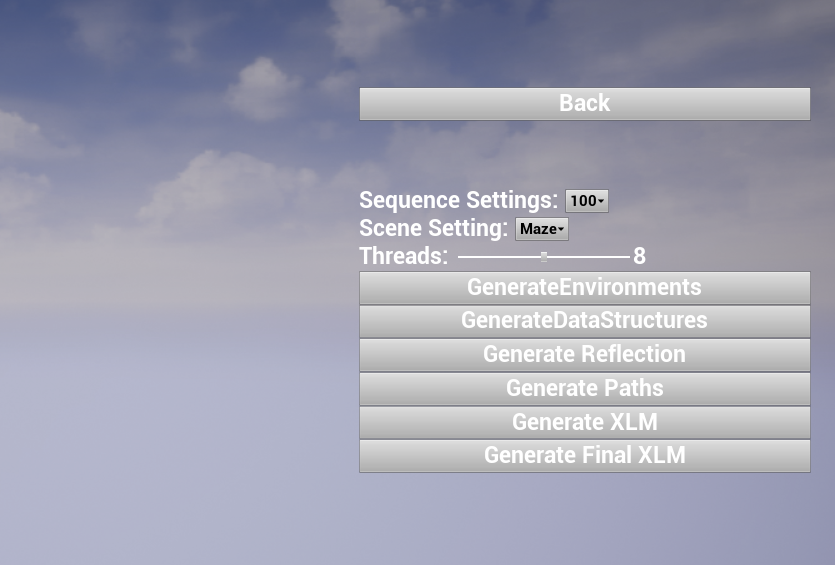 Back
Sequence Settings: 100
Scene Setting: Maze
Threads: 8
GenerateEnvironments
GenerateDataStructures
Generate Reflection
Generate Paths
Generate XLM
Generate Final XLM